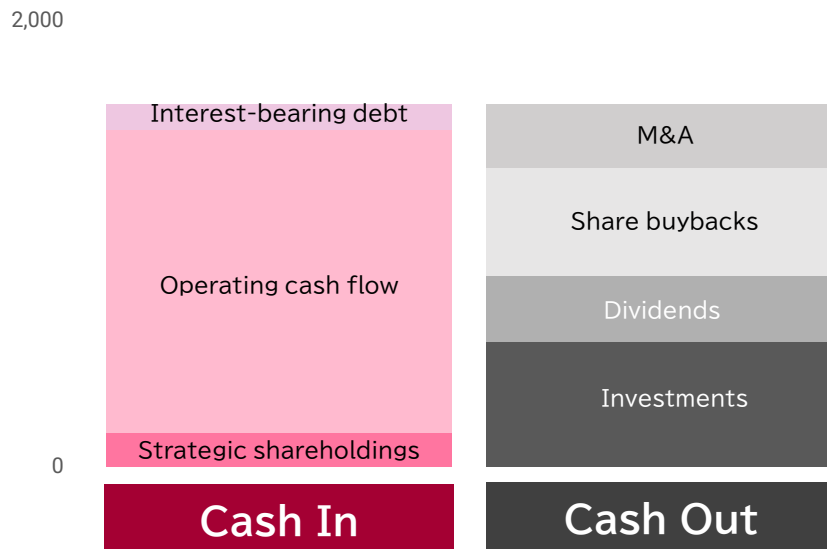 2,000
Interest-bearing debt
M&A
Share buybacks
Operating cash flow
Dividends
Investments
Strategic shareholdings
0
Cash In
Cash Out